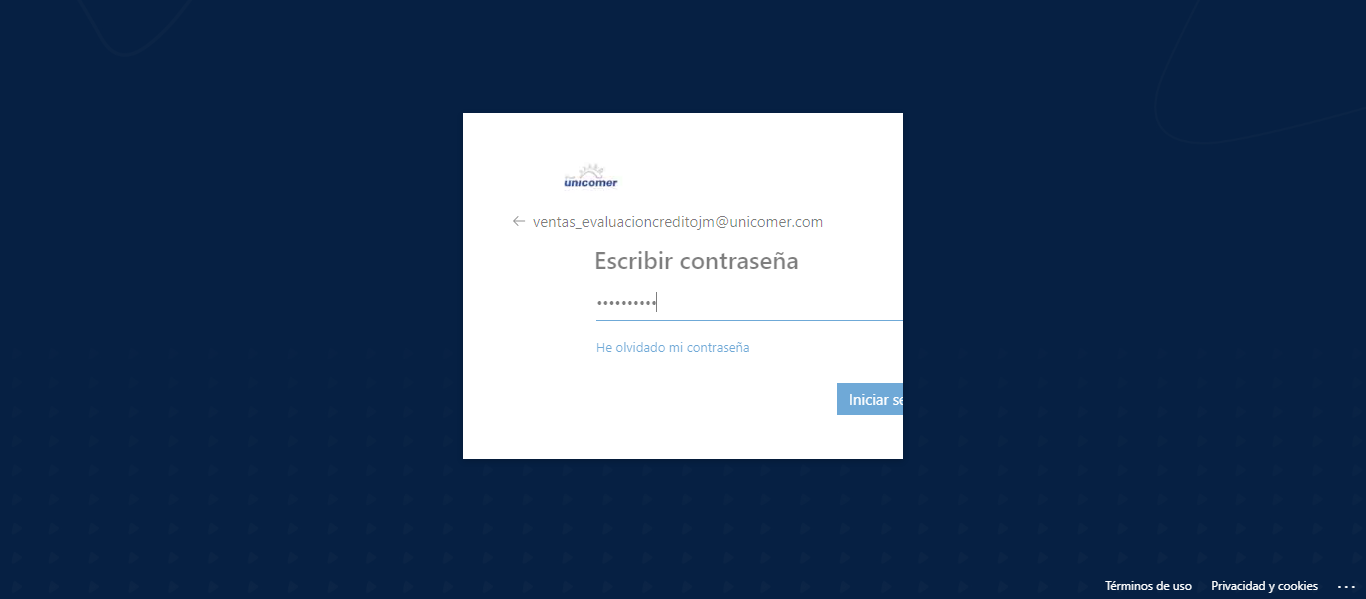 unicomer
ventas_evaluacioncreditojm@unicomer.com
Escribir contraseña
••••••••••
He olvidado mi contraseña
Iniciar se
Términos de uso Privacidad y cookies ...